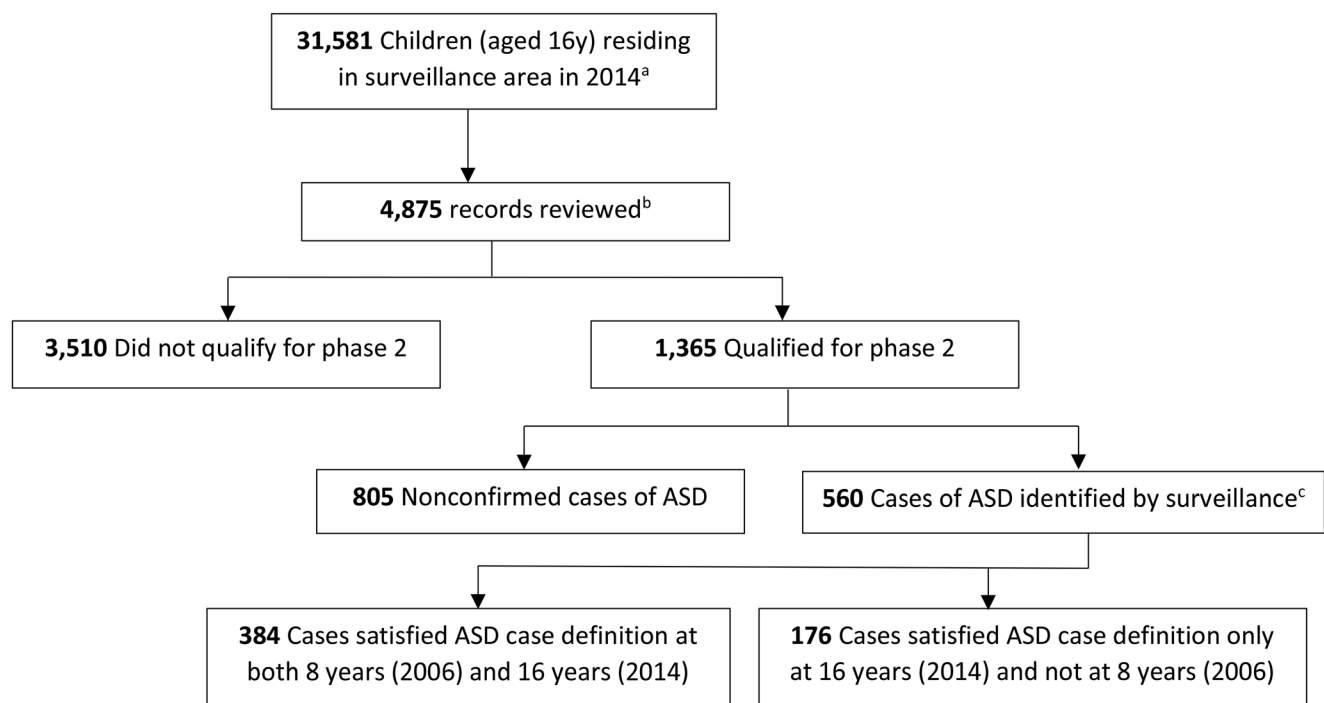 31,581 Children (aged 16y) residing
in surveillance area in 2014ᵃ
4,875 records reviewedᵇ
3,510 Did not qualify for phase 2
1,365 Qualified for phase 2
805 Nonconfirmed cases of ASD
560 Cases of ASD identified by surveillanceᶜ
384 Cases satisfied ASD case definition at
both 8 years (2006) and 16 years (2014)
176 Cases satisfied ASD case definition only
at 16 years (2014) and not at 8 years (2006)